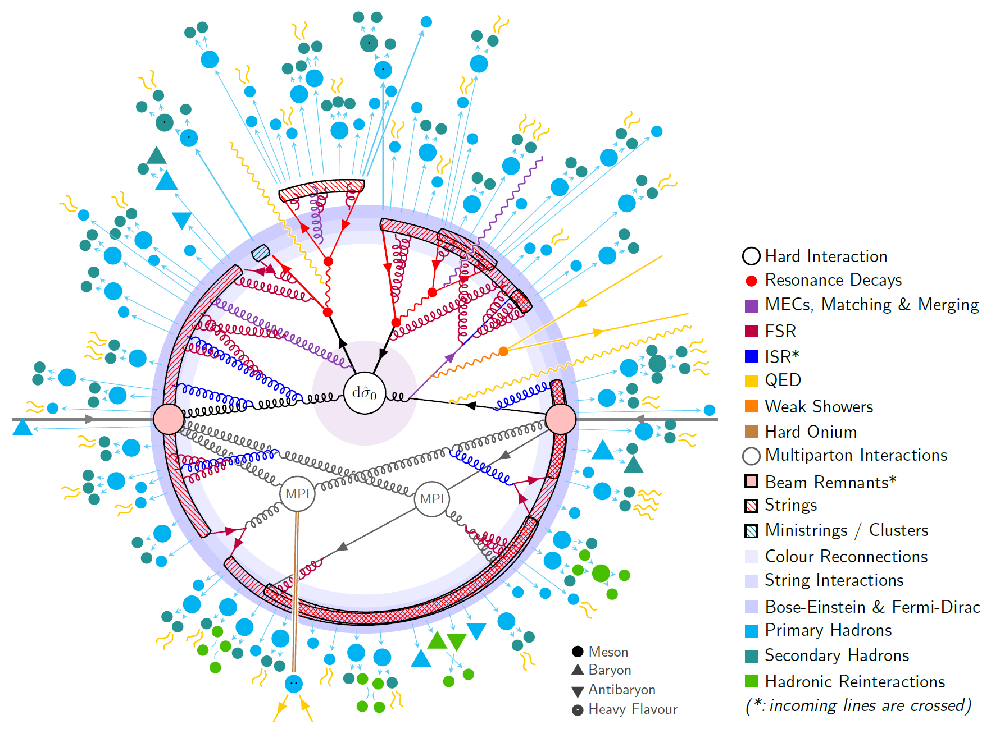 dσ̂₀
MPI
MPI
Hard Interaction
Resonance Decays
MECs, Matching & Merging
FSR
ISR*
QED
Weak Showers
Hard Onium
Multiparton Interactions
Beam Remnants*
Strings
Ministrings / Clusters
Colour Reconnections
String Interactions
Bose-Einstein & Fermi-Dirac
Primary Hadrons
Secondary Hadrons
Hadronic Reinteractions
(*: incoming lines are crossed)
Meson
Baryon
Antibaryon
Heavy Flavour